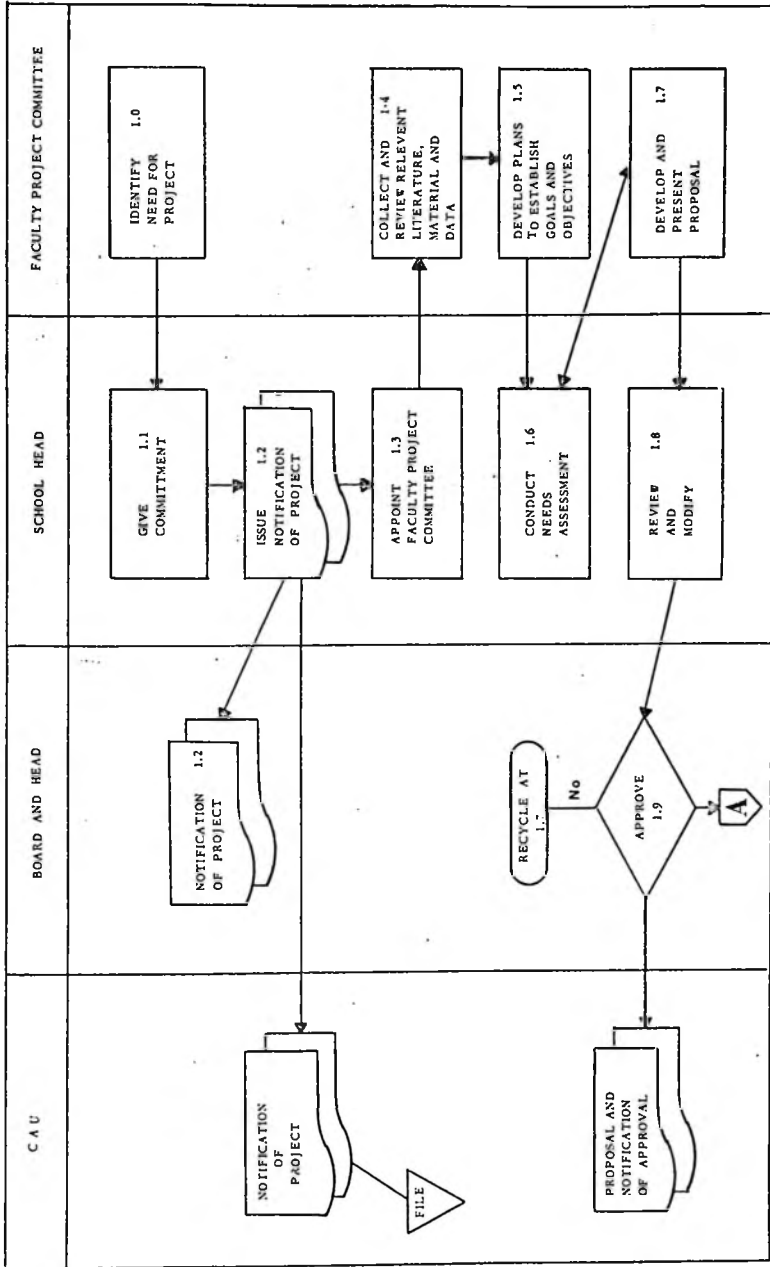 CAU
BOARD AND HEAD
SCHOOL HEAD
FACULTY PROJECT COMMITTEE
IDENTIFY 1.0
NEED FOR
PROJECT
1.1
GIVE
COMMITTMENT
ISSUE 1.2
NOTIFICATION
OF PROJECT
1.2
NOTIFICATION
OF PROJECT
NOTIFICATION
OF
PROJECT
FILE
APPOINT 1.3
FACULTY PROJECT
COMMITTEE
COLLECT AND 1.4
REVIEW RELEVENT
LITERATURE,
MATERIAL AND
DATA
DEVELOP PLANS 1.5
TO ESTABLISH
GOALS AND
OBJECTIVES
CONDUCT 1.6
NEEDS
ASSESSMENT
DEVELOP AND 1.7
PRESENT
PROPOSAL
REVIEW 1.8
AND
MODIFY
APPROVE
1.9
No
RECYCLE AT
1.7
A
PROPOSAL AND
NOTIFICATION
OF APPROVAL